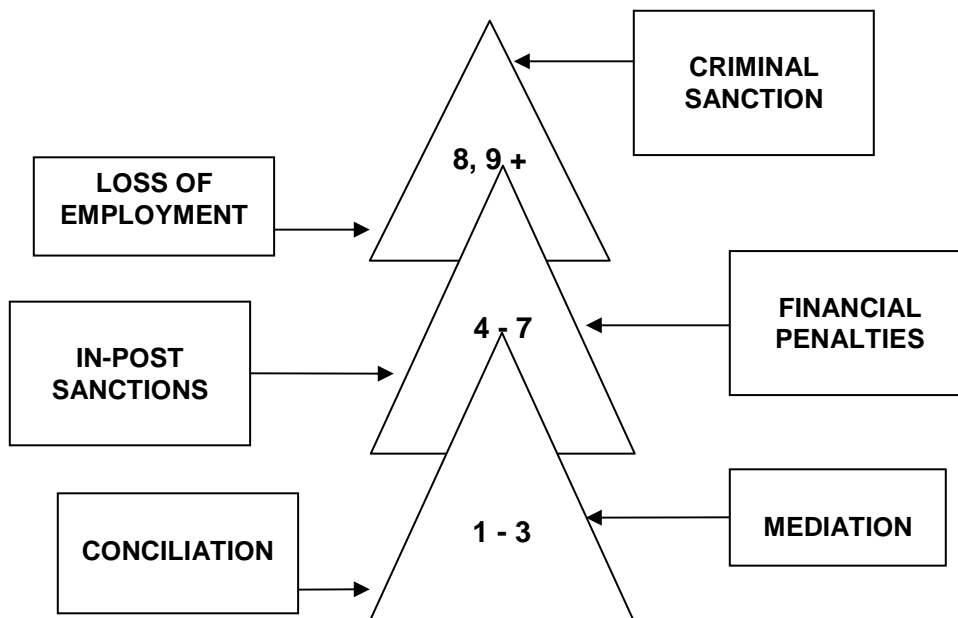 CRIMINAL
SANCTION
8, 9 +
LOSS OF
EMPLOYMENT
FINANCIAL
PENALTIES
4 - 7
IN-POST
SANCTIONS
1 - 3
MEDIATION
CONCILIATION